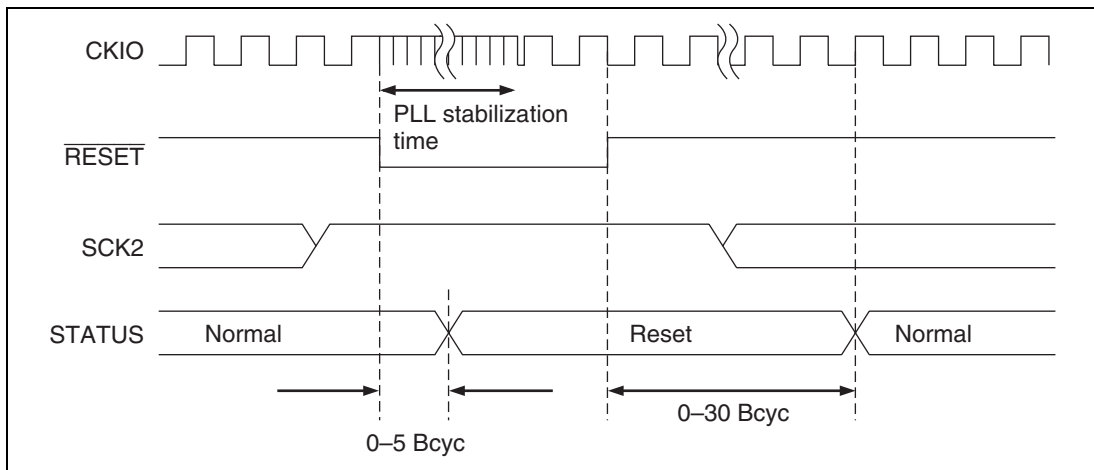 CKIO
PLL stabilization
time
RESET
SCK2
STATUS
Normal
Reset
Normal
0–5 Bcyc
0–30 Bcyc